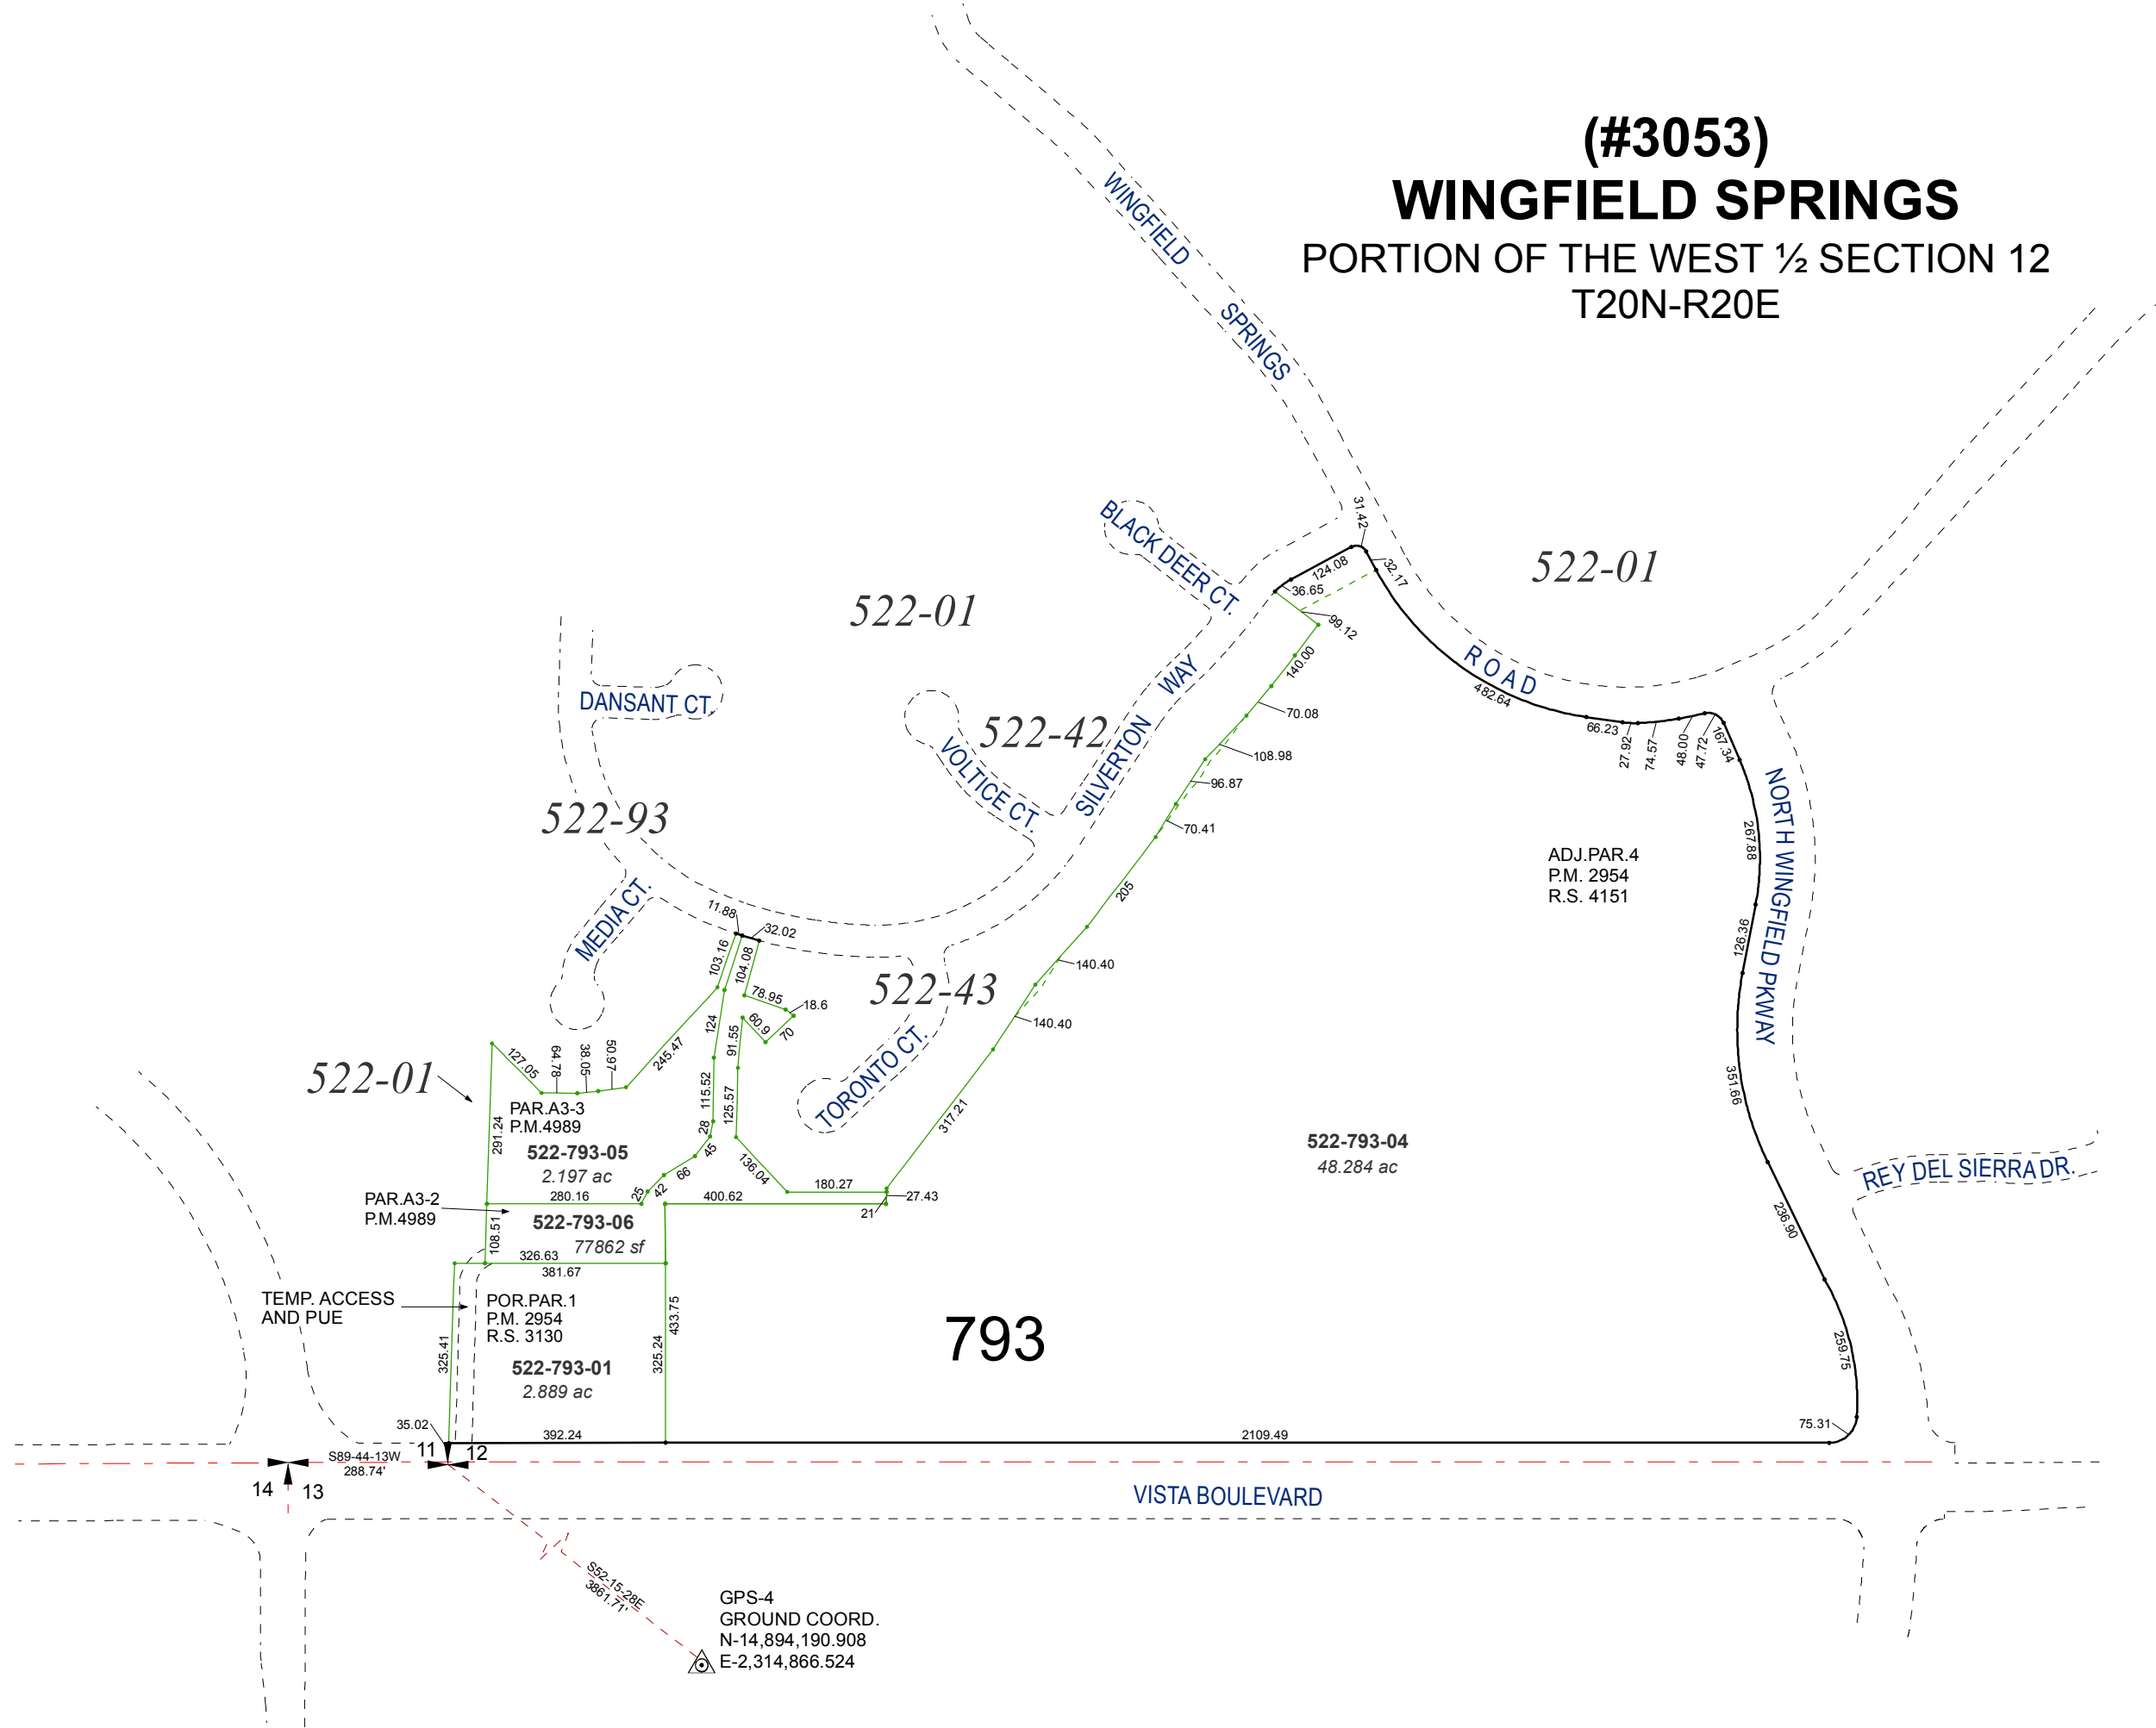 (#3053)
WINGFIELD SPRINGS
PORTION OF THE WEST ½ SECTION 12
T20N-R20E
WINGFIELD
SPRINGS
ROAD
31.42
32.17
124.08
36.65
99.12
140.00
482.64
66.23
27.92
74.57
48.00
47.72
167.34
522-01
BLACK DEER CT.
522-01
DANSANT CT.
522-42
VOLTICE CT.
SILVERTON WAY
70.08
108.98
96.87
70.41
205
140.40
140.40
317.21
522-93
MEDIA CT.
11.88
32.02
103.16
104.08
78.95
18.6
60.9
70
522-43
TORONTO CT.
124
91.55
115.52
125.57
28
45
66
42
25
136.04
180.27
27.43
21
400.62
522-01
127.05
64.78
38.05
50.97
245.47
291.24
PAR.A3-3
P.M.4989
522-793-05
2.197 ac
280.16
PAR.A3-2
P.M.4989
522-793-06
77862 sf
108.51
326.63
381.67
TEMP. ACCESS
AND PUE
POR.PAR.1
P.M. 2954
R.S. 3130
522-793-01
2.889 ac
325.41
325.24
433.75
35.02
392.24
2109.49
75.31
ADJ.PAR.4
P.M. 2954
R.S. 4151
522-793-04
48.284 ac
793
267.88
126.36
351.66
236.90
259.75
NORTH WINGFIELD PKWAY
REY DEL SIERRA DR.
11
12
S89-44-13W
288.74'
14
13
VISTA BOULEVARD
S52-15-28E
3861.71'
GPS-4
GROUND COORD.
N-14,894,190.908
E-2,314,866.524